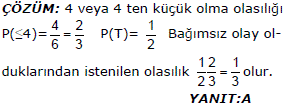 ÇÖZÜM: 4 veya 4 ten küçük olma olasılığı
P(≤4)=4/6=2/3 P(T)= 1/2 Bağımsız olay ol-
duklarından istenilen olasılık 1/2 2/3=1/3 olur.
YANIT:A